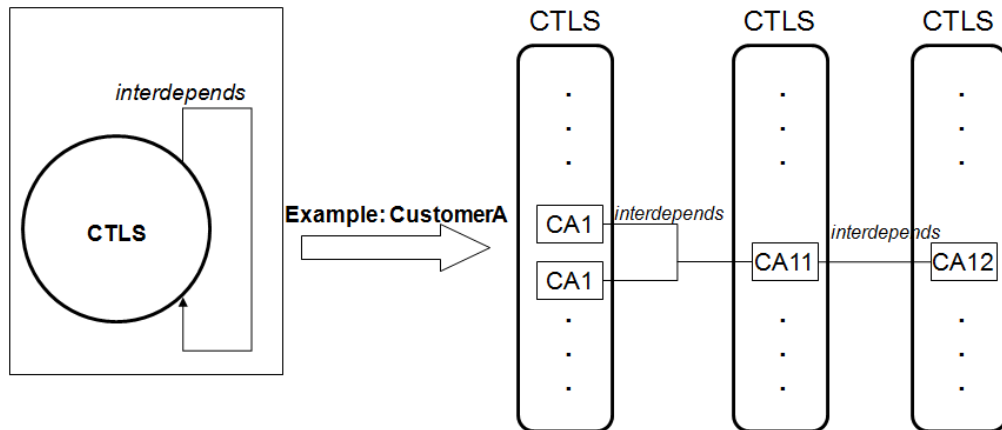 CTLS CTLS CTLS
interdepends
CTLS
Example: CustomerA
CA1
interdepends
CA1
CA11
interdepends
CA12